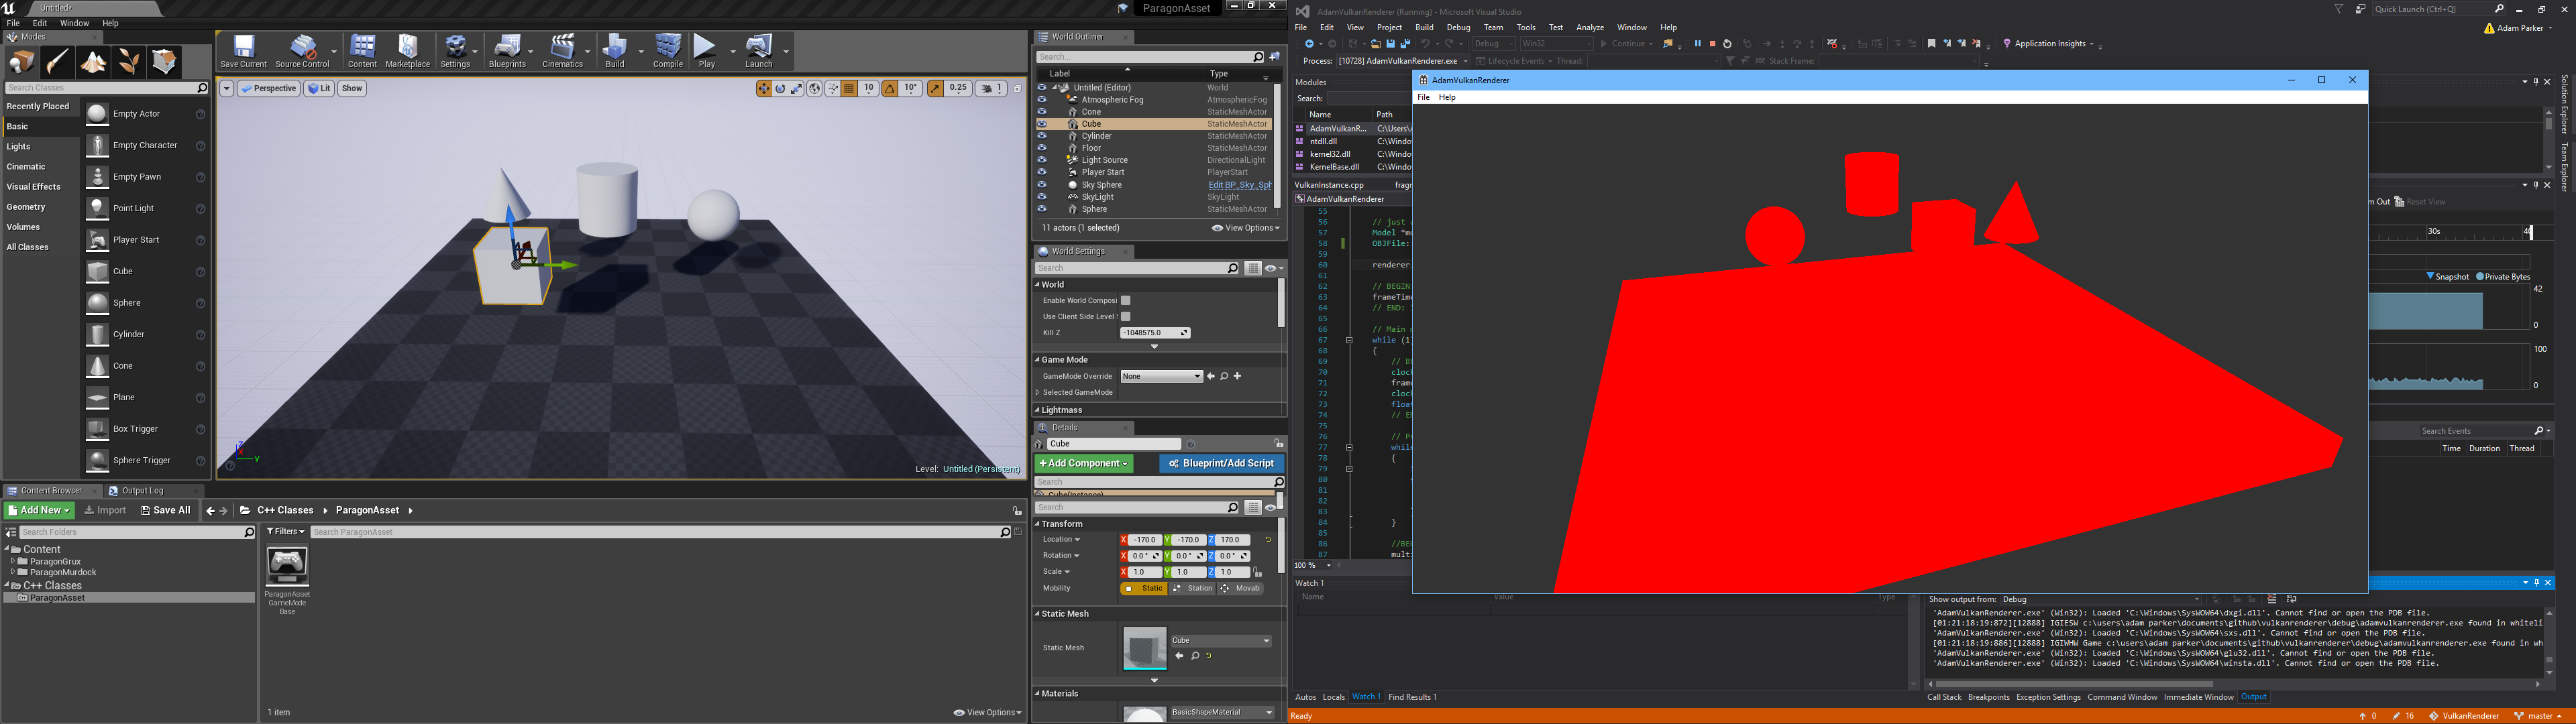 Untitled*
ParagonAsset
File Edit Window Help
Modes
Search Classes
Recently Placed
Basic
Lights
Cinematic
Visual Effects
Geometry
Volumes
All Classes
Empty Actor
Empty Character
Empty Pawn
Point Light
Player Start
Cube
Sphere
Cylinder
Cone
Plane
Box Trigger
Sphere Trigger
Save Current Source Control Content Marketplace Settings Blueprints Cinematics Build Compile Play Launch
Perspective Lit Show
10 10° 0.25 1
Z
X
Y
Level: Untitled (Persistent)
World Outliner
Search...
Label Type
Untitled (Editor) World
Atmospheric Fog AtmosphericFog
Cone StaticMeshActor
Cube StaticMeshActor
Cylinder StaticMeshActor
Floor StaticMeshActor
Light Source DirectionalLight
Player Start PlayerStart
Sky Sphere Edit BP_Sky_Sph
SkyLight SkyLight
Sphere StaticMeshActor
11 actors (1 selected) View Options
World Settings
Search
World
Enable World Composi
Use Client Side Level
Kill Z -1048575.0
Game Mode
GameMode Override None
Selected GameMode
Lightmass
Details
Cube
+Add Component Blueprint/Add Script
Search
Cube(Instance)
Search
Transform
Location X -170.0 Y -170.0 Z 170.0
Rotation X 0.0 ° Y 0.0 ° Z 0.0 °
Scale X 1.0 Y 1.0 Z 1.0
Mobility Static Station Movab
Static Mesh
Static Mesh Cube
Materials
BasicShapeMaterial
Content Browser Output Log
Add New Import Save All C++ Classes ParagonAsset
Search Folders
Filters Search ParagonAsset
Content
ParagonGrux
ParagonMurdock
C++ Classes
ParagonAsset
ParagonAsset
GameMode
Base
1 item View Options
AdamVulkanRenderer (Running) - Microsoft Visual Studio
Quick Launch (Ctrl+Q)
File Edit View Project Build Debug Team Tools Test Analyze Window Help
Adam Parker
Debug Win32 Continue Application Insights
Process: [10728] AdamVulkanRenderer.exe Lifecycle Events Thread: Stack Frame:
Modules
Search:
Name Path
AdamVulkanR... C:\Users\
ntdll.dll C:\Window
kernel32.dll C:\Window
KernelBase.dll C:\Window
VulkanInstance.cpp
AdamVulkanRenderer
55
56 // just
57 Model *m
58 OBJFile:
59
60 renderer
61
62 // BEGIN
63 frameTim
64 // END:
65
66 // Main
67 while (1
68 {
69
70 clock
71 frame
72 clock
73 float
74
75
76
77 while
78 {
79
80
81
82
83
84 }
85
86
87 multi
100 %
AdamVulkanRenderer
File Help
Solution Explorer
Team Explorer
m Out Reset View
30s
Snapshot Private Bytes
42
0
100
0
Search Events
Time Duration Thread
Watch 1
Name Value Type
Autos Locals Watch 1 Find Results 1
Show output from: Debug
'AdamVulkanRenderer.exe' (Win32): Loaded 'C:\Windows\SysWOW64\dxgi.dll'. Cannot find or open the PDB file.
[01:21:18:19:872][12888] IGIESW c:\users\adam parker\documents\github\vulkanrenderer\debug\adamvulkanrenderer.exe found in whiteli
'AdamVulkanRenderer.exe' (Win32): Loaded 'C:\Windows\SysWOW64\sxs.dll'. Cannot find or open the PDB file.
[01:21:18:19:886][12888] IGIWHW Game c:\users\adam parker\documents\github\vulkanrenderer\debug\adamvulkanrenderer.exe found in wh
'AdamVulkanRenderer.exe' (Win32): Loaded 'C:\Windows\SysWOW64\glu32.dll'. Cannot find or open the PDB file.
'AdamVulkanRenderer.exe' (Win32): Loaded 'C:\Windows\SysWOW64\winsta.dll'. Cannot find or open the PDB file.
Call Stack Breakpoints Exception Settings Command Window Immediate Window Output
Ready
0 16 VulkanRenderer master